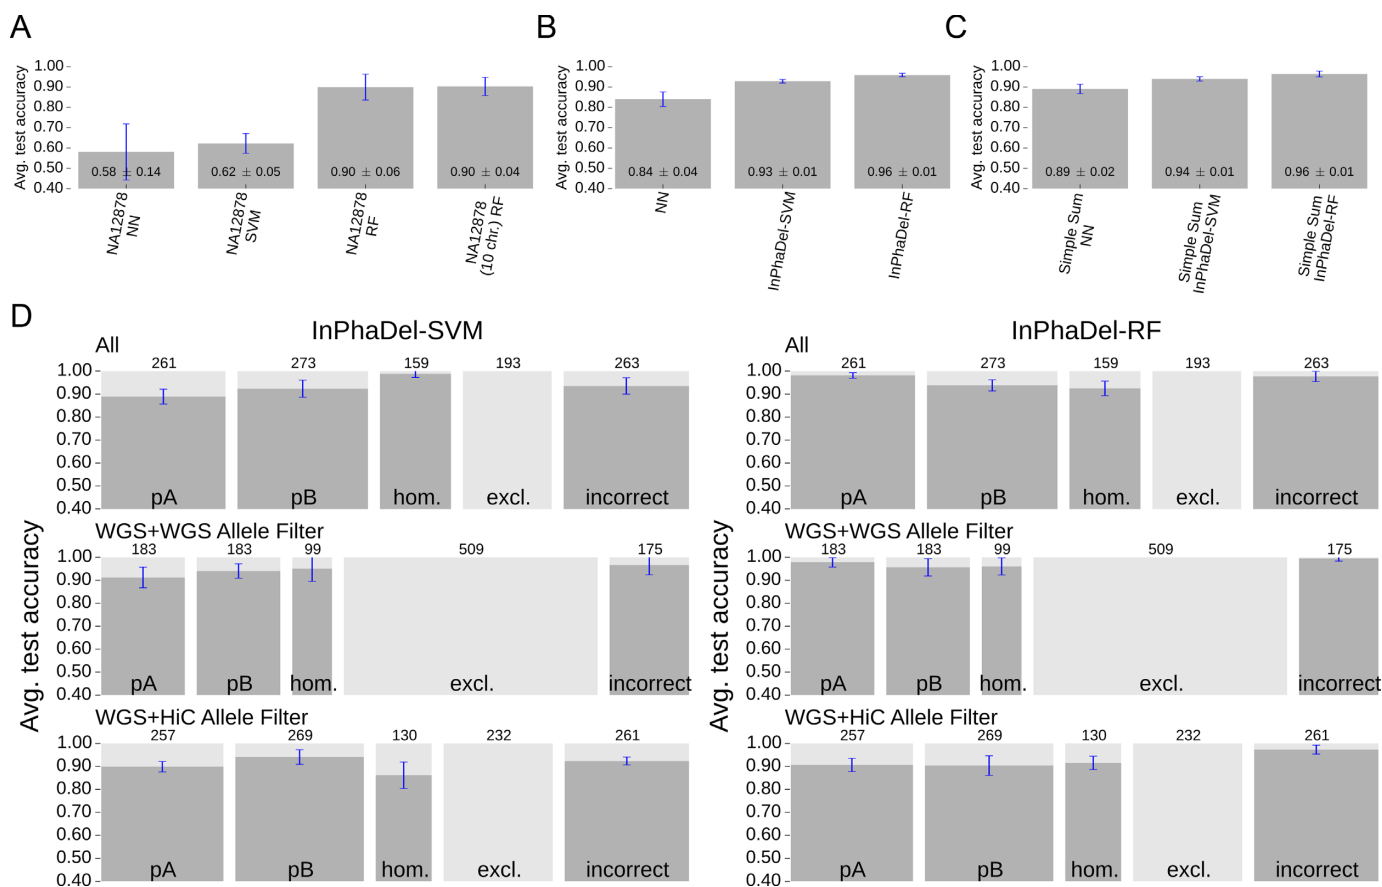 A
B
C
Avg. test accuracy
1.00
0.90
0.80
0.70
0.60
0.50
0.40
0.58 ± 0.14
0.62 ± 0.05
0.90 ± 0.06
0.90 ± 0.04
NA12878
NN
NA12878
SVM
NA12878
RF
NA12878
(10 chr.) RF
Avg. test accuracy
1.00
0.90
0.80
0.70
0.60
0.50
0.40
0.84 ± 0.04
0.93 ± 0.01
0.96 ± 0.01
NN
InPhaDel-SVM
InPhaDel-RF
Avg. test accuracy
1.00
0.90
0.80
0.70
0.60
0.50
0.40
0.89 ± 0.02
0.94 ± 0.01
0.96 ± 0.01
Simple Sum
NN
Simple Sum
InPhaDel-SVM
Simple Sum
InPhaDel-RF
D
InPhaDel-SVM
Avg. test accuracy
All
261 273 159 193 263
1.00
0.90
0.80
0.70
0.60
0.50
0.40
pA pB hom. excl. incorrect
WGS+WGS Allele Filter
183 183 99 509 175
1.00
0.90
0.80
0.70
0.60
0.50
0.40
pA pB hom. excl. incorrect
WGS+HiC Allele Filter
257 269 130 232 261
1.00
0.90
0.80
0.70
0.60
0.50
0.40
pA pB hom. excl. incorrect
InPhaDel-RF
Avg. test accuracy
All
261 273 159 193 263
1.00
0.90
0.80
0.70
0.60
0.50
0.40
pA pB hom. excl. incorrect
WGS+WGS Allele Filter
183 183 99 509 175
1.00
0.90
0.80
0.70
0.60
0.50
0.40
pA pB hom. excl. incorrect
WGS+HiC Allele Filter
257 269 130 232 261
1.00
0.90
0.80
0.70
0.60
0.50
0.40
pA pB hom. excl. incorrect